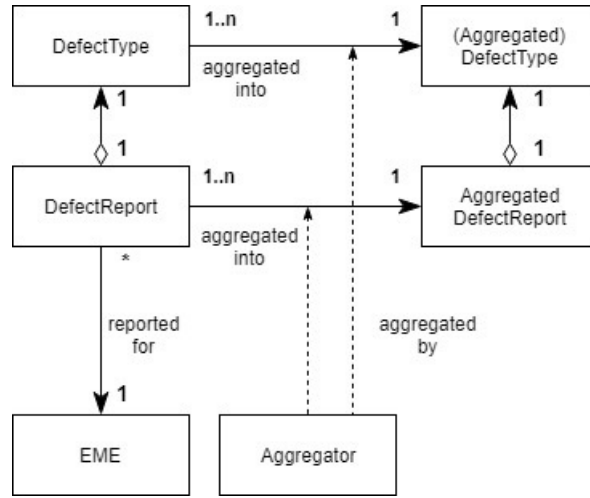 1..n
1
DefectType
(Aggregated)
DefectType
aggregated
into
1
1
1
1
1..n
1
DefectReport
Aggregated
DefectReport
aggregated
into
*
reported
for
aggregated
by
1
EME
Aggregator